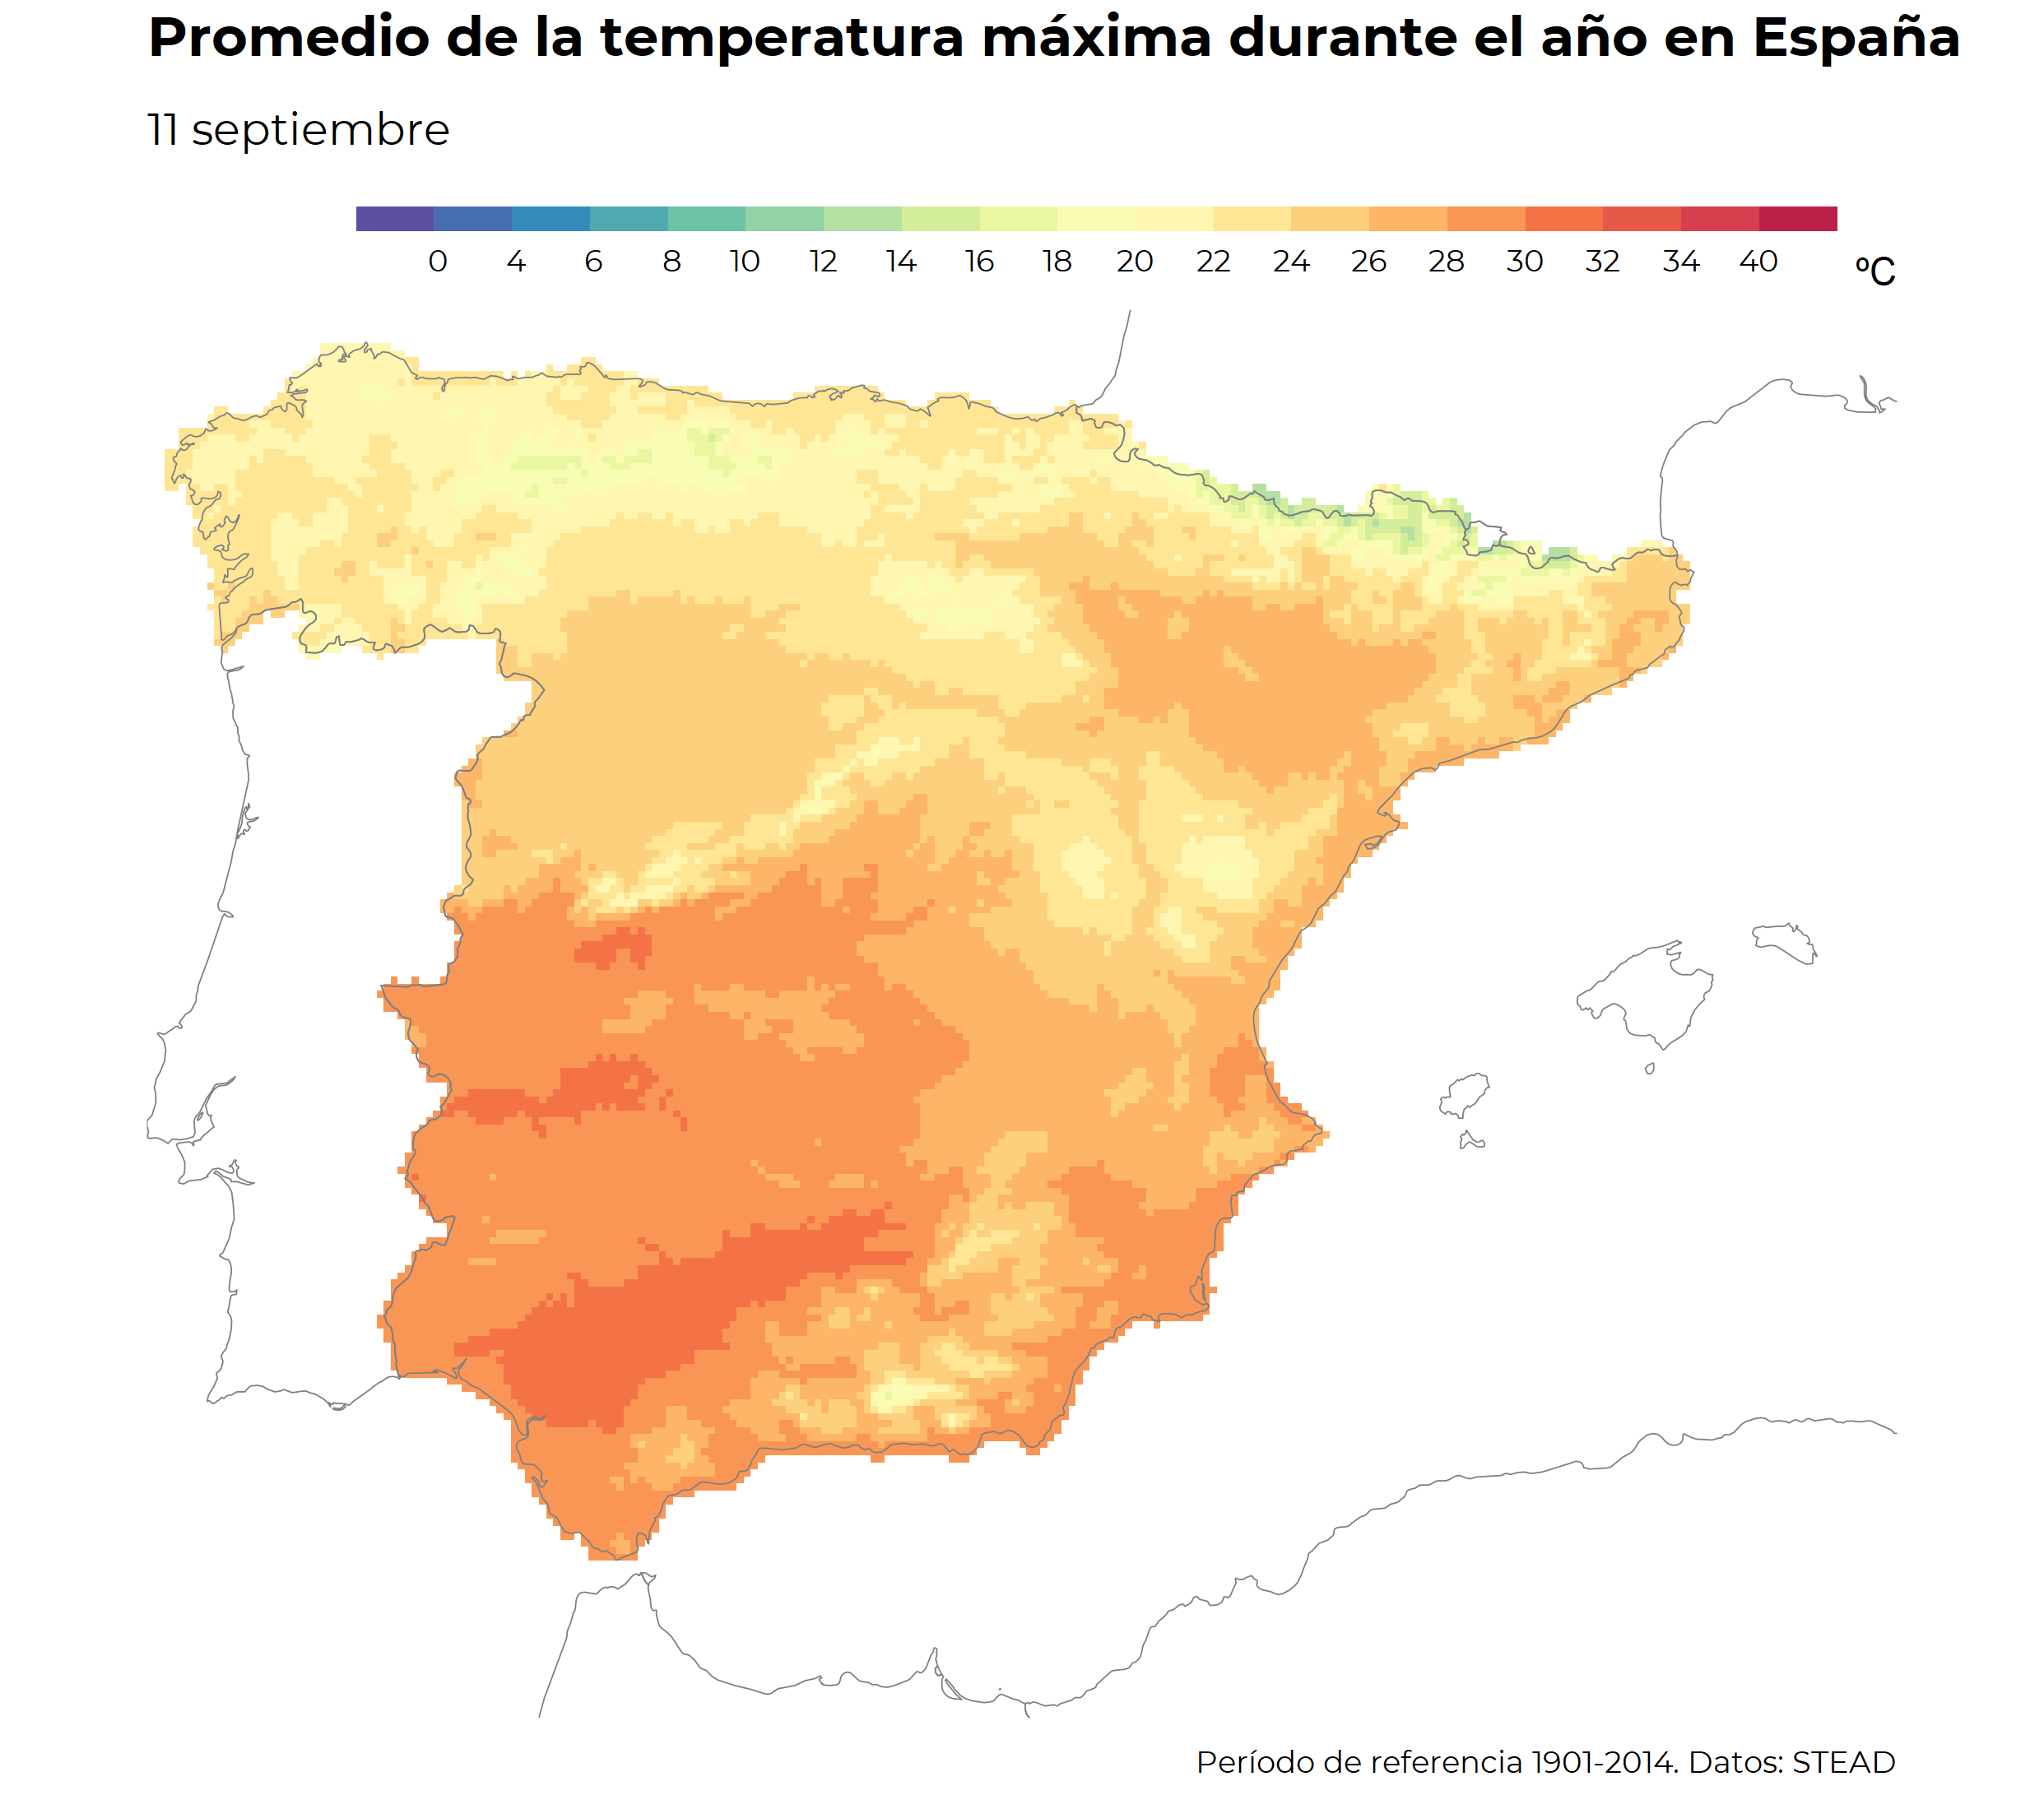 Promedio de la temperatura máxima durante el año en España
11 septiembre
0 4 6 8 10 12 14 16 18 20 22 24 26 28 30 32 34 40 ºC
Período de referencia 1901-2014. Datos: STEAD